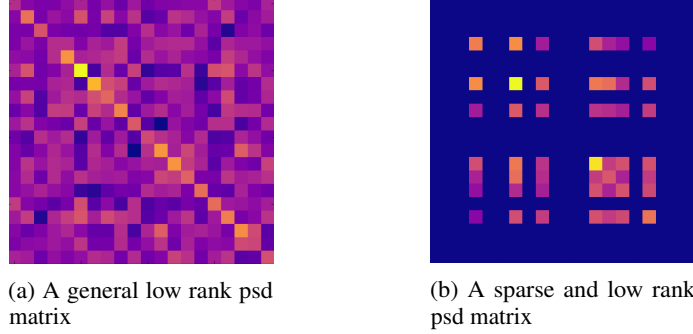 (a) A general low rank psd
matrix
(b) A sparse and low rank
psd matrix